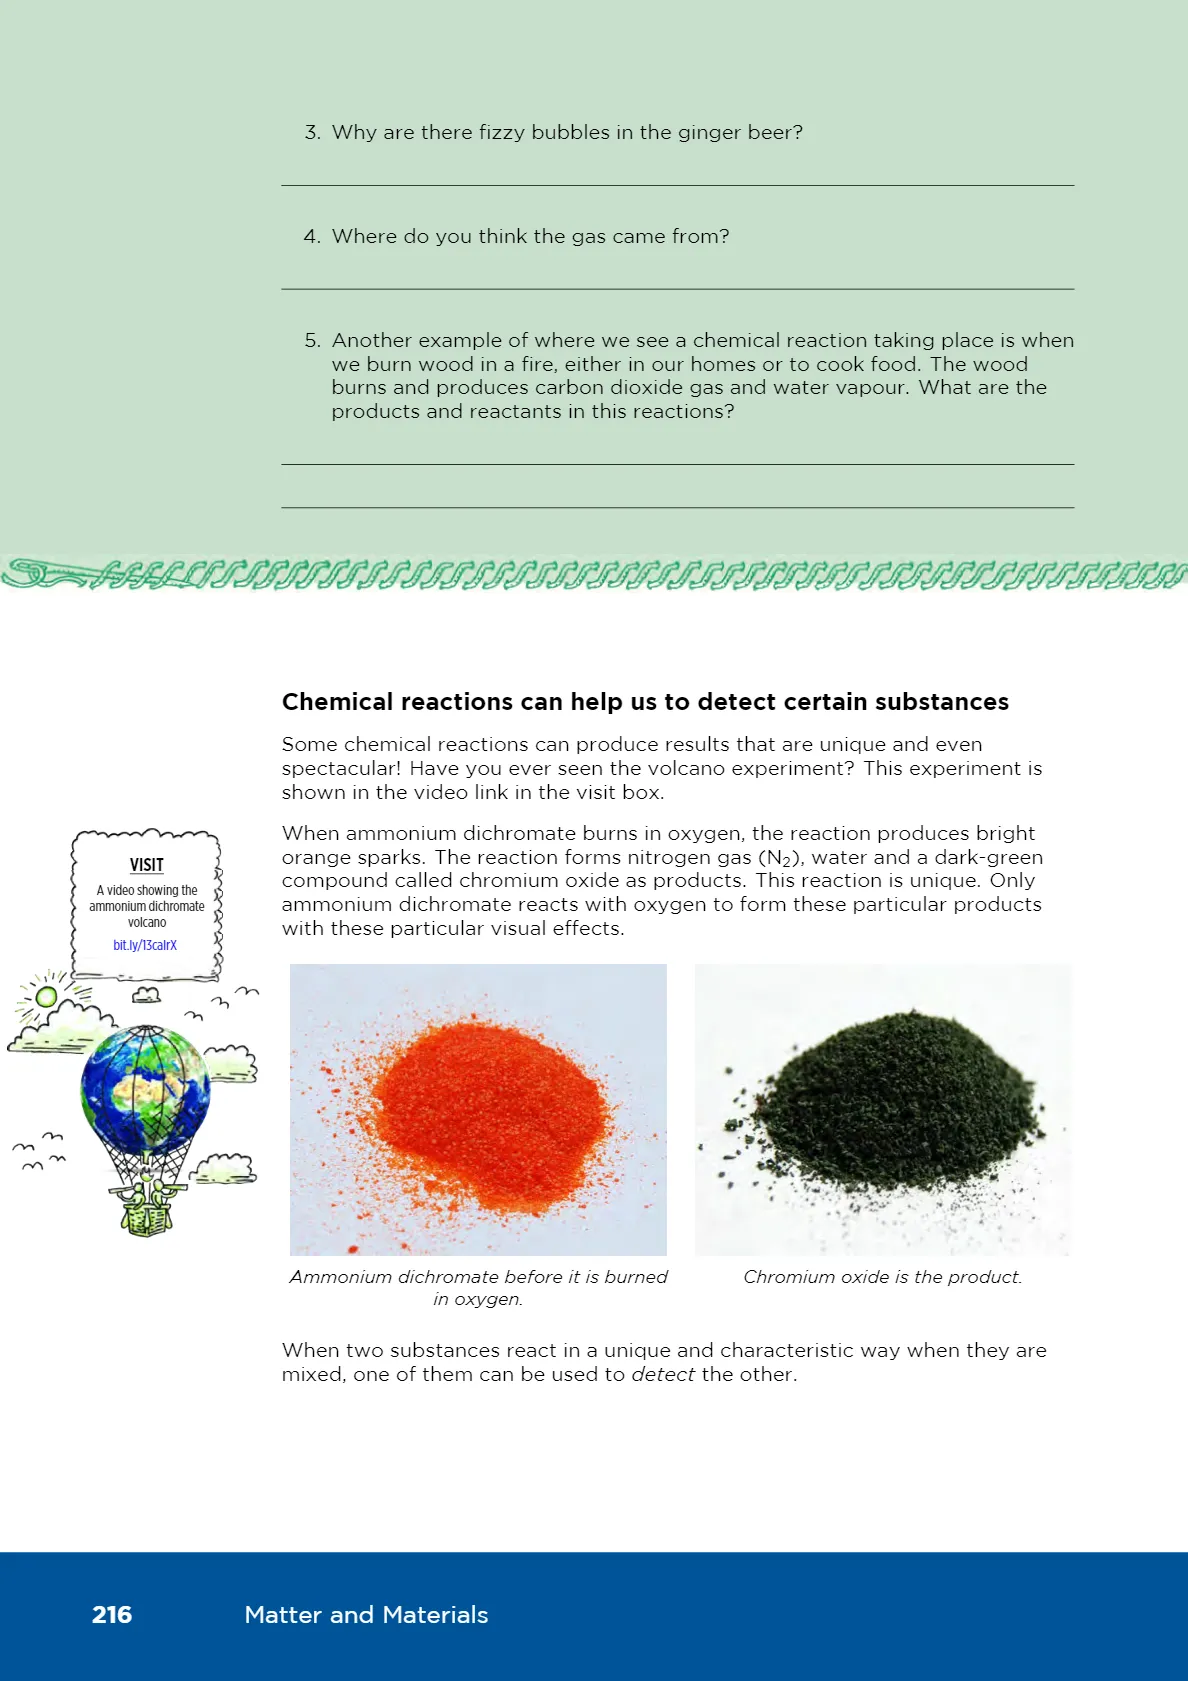 3. Why are there fizzy bubbles in the ginger beer?
4. Where do you think the gas came from?
5. Another example of where we see a chemical reaction taking place is when
we burn wood in a fire, either in our homes or to cook food. The wood
burns and produces carbon dioxide gas and water vapour. What are the
products and reactants in this reactions?
Chemical reactions can help us to detect certain substances
Some chemical reactions can produce results that are unique and even
spectacular! Have you ever seen the volcano experiment? This experiment is
shown in the video link in the visit box.
When ammonium dichromate burns in oxygen, the reaction produces bright
orange sparks. The reaction forms nitrogen gas (N₂), water and a dark-green
compound called chromium oxide as products. This reaction is unique. Only
ammonium dichromate reacts with oxygen to form these particular products
with these particular visual effects.
VISIT
A video showing the
ammonium dichromate
volcano
bit.ly/13caIrX
Ammonium dichromate before it is burned
in oxygen.
Chromium oxide is the product.
When two substances react in a unique and characteristic way when they are
mixed, one of them can be used to detect the other.
216 Matter and Materials